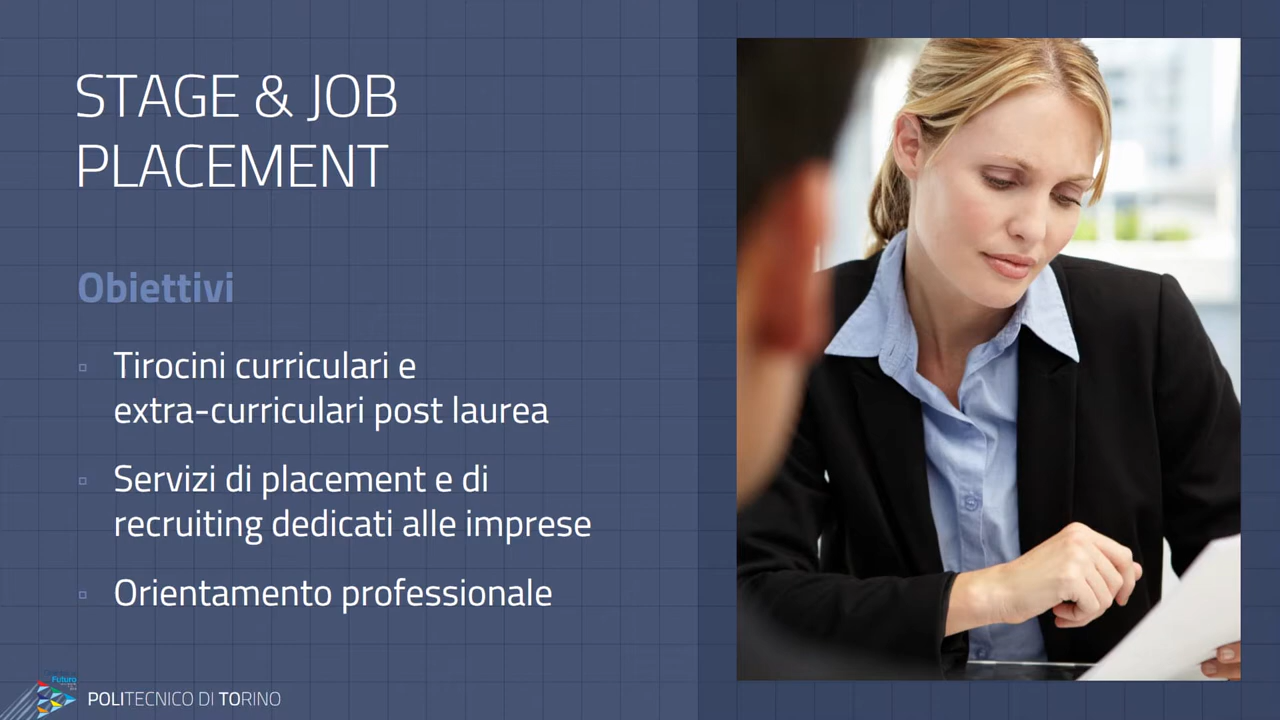 STAGE & JOB
PLACEMENT
Obiettivi
Tirocini curriculari e
extra-curriculari post laurea
Servizi di placement e di
recruiting dedicati alle imprese
Orientamento professionale
Futuro
POLITECNICO DI TORINO